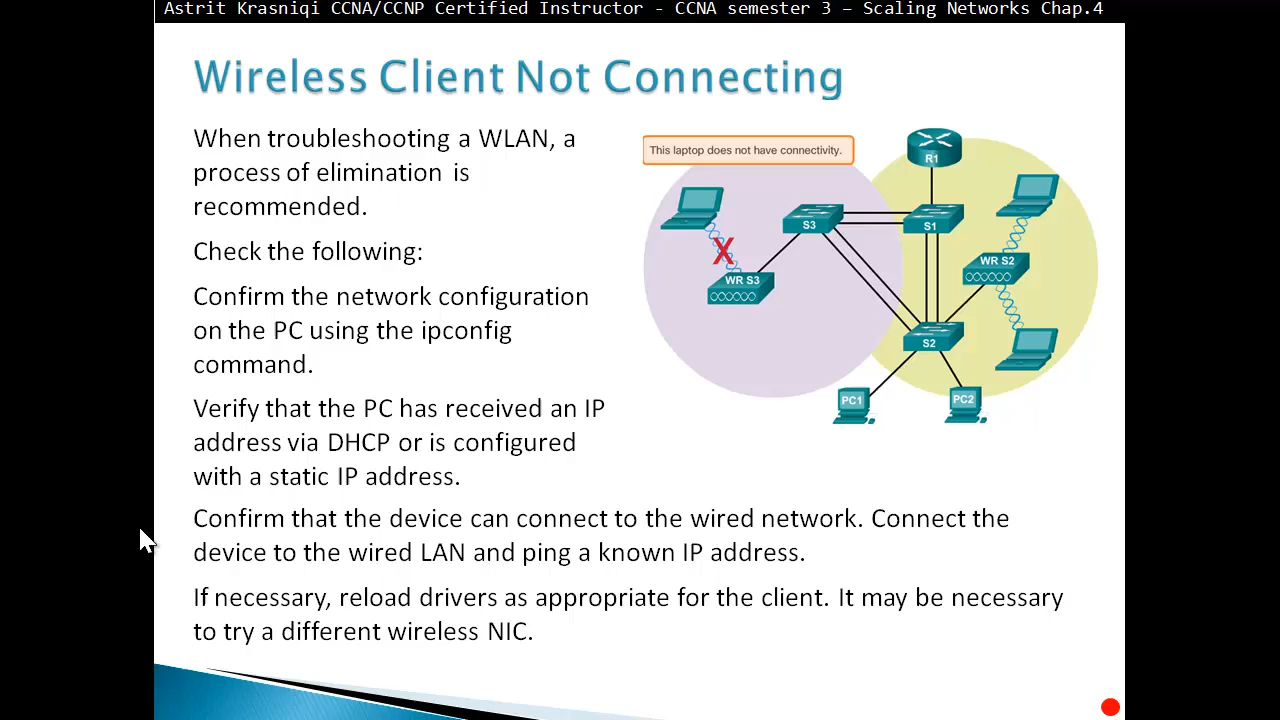 Astrit Krasniqi CCNA/CCNP Certified Instructor - CCNA semester 3 – Scaling Networks Chap.4
Wireless Client Not Connecting
When troubleshooting a WLAN, a
process of elimination is
recommended.
Check the following:
Confirm the network configuration
on the PC using the ipconfig
command.
Verify that the PC has received an IP
address via DHCP or is configured
with a static IP address.
Confirm that the device can connect to the wired network. Connect the
device to the wired LAN and ping a known IP address.
If necessary, reload drivers as appropriate for the client. It may be necessary
to try a different wireless NIC.
This laptop does not have connectivity.
R1
S3
S1
X
WR S3
WR S2
S2
PC1
PC2